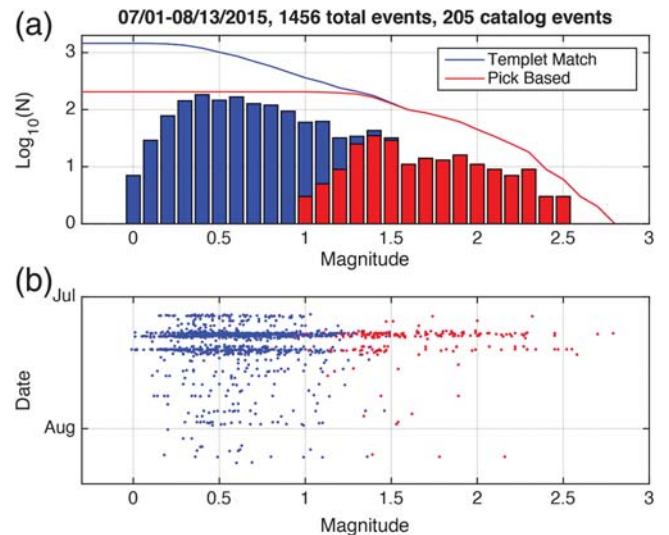 07/01-08/13/2015, 1456 total events, 205 catalog events
(a)
Templet Match
Pick Based
Log10(N)
3
2
1
0
0 0.5 1 1.5 2 2.5 3
Magnitude
(b)
Jul
Date
Aug
0 0.5 1 1.5 2 2.5 3
Magnitude